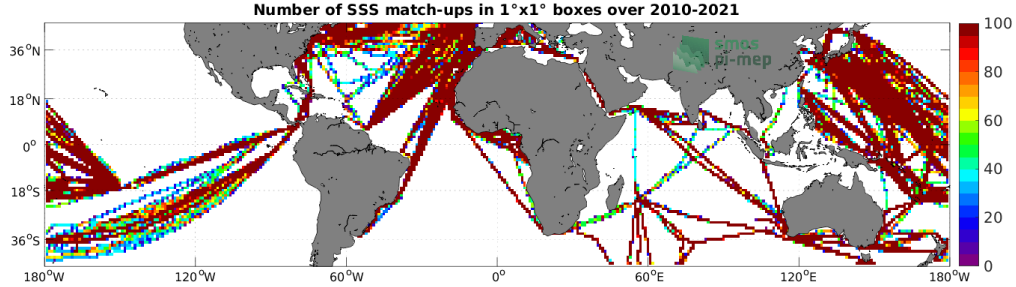 Number of SSS match-ups in 1°x1° boxes over 2010-2021
36°N
18°N
0°
18°S
36°S
180°W
120°W
60°W
0°
60°E
120°E
180°W
100
80
60
40
20
0
smos
pi-mep